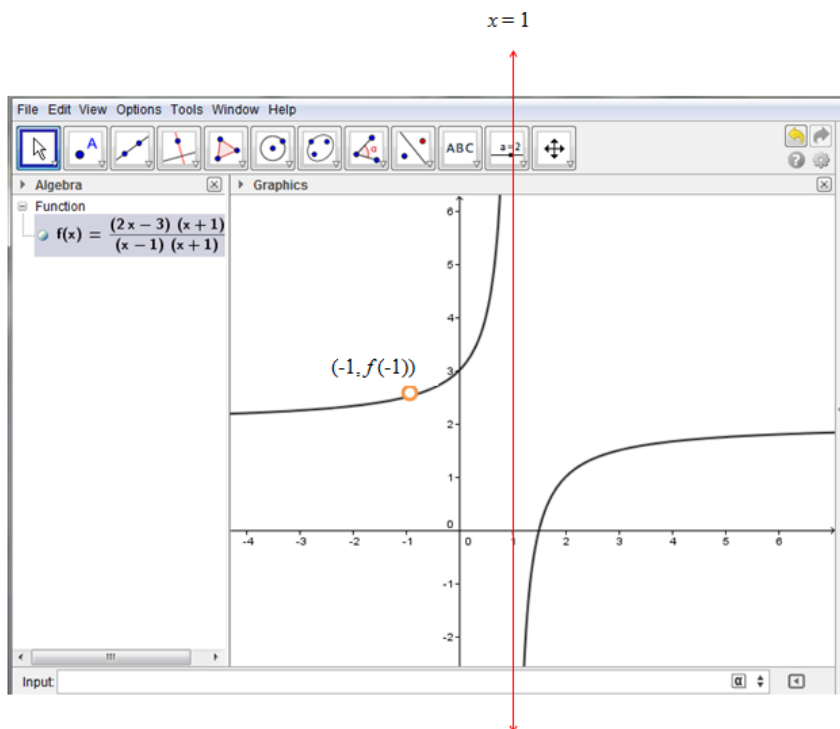 x = 1
File Edit View Options Tools Window Help
A
α
ABC
a = 2
?
Algebra
Graphics
Function
f(x) = (2 x − 3) (x + 1)
(x − 1) (x + 1)
6
5
4
(-1, f (-1))
3
2
1
0
-4 -3 -2 -1 0 1 2 3 4 5 6
-1
-2
Input:
α